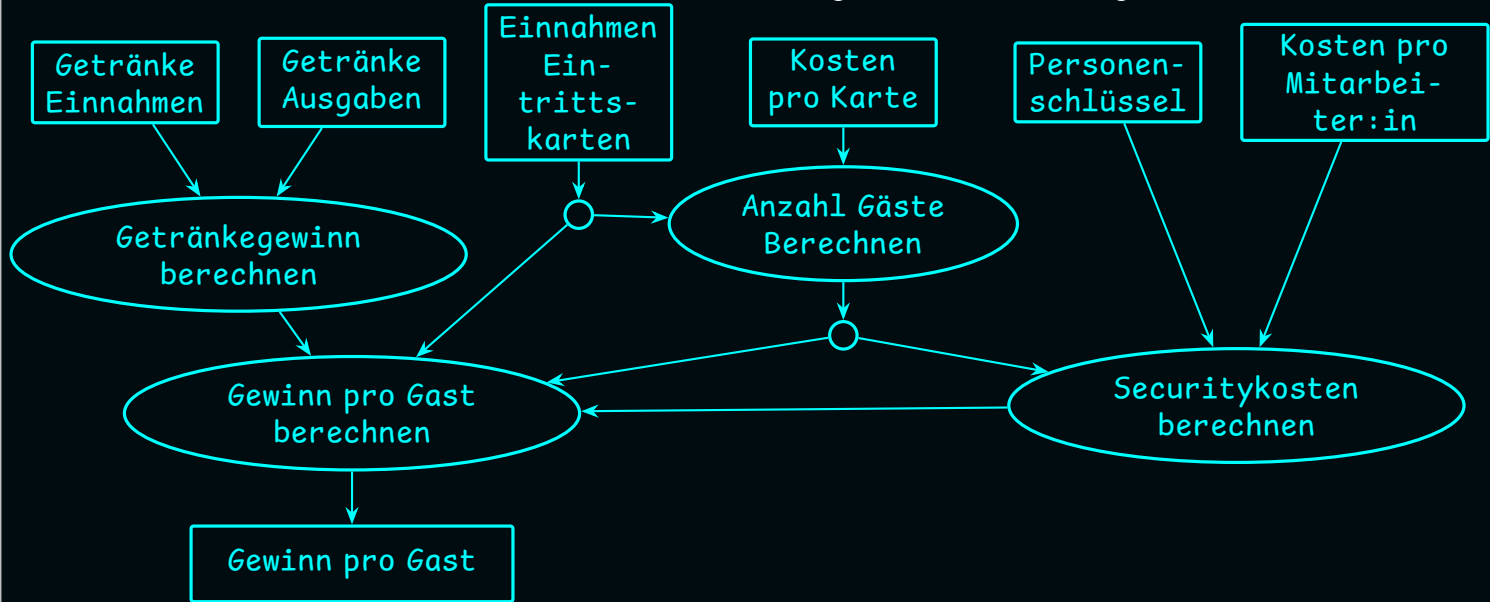 Getränke
Einnahmen
Getränke
Ausgaben
Einnahmen
Ein-
tritts-
karten
Kosten
pro Karte
Personen-
schlüssel
Kosten pro
Mitarbei-
ter:in
Getränkegewinn
berechnen
Anzahl Gäste
Berechnen
Gewinn pro Gast
berechnen
Securitykosten
berechnen
Gewinn pro Gast